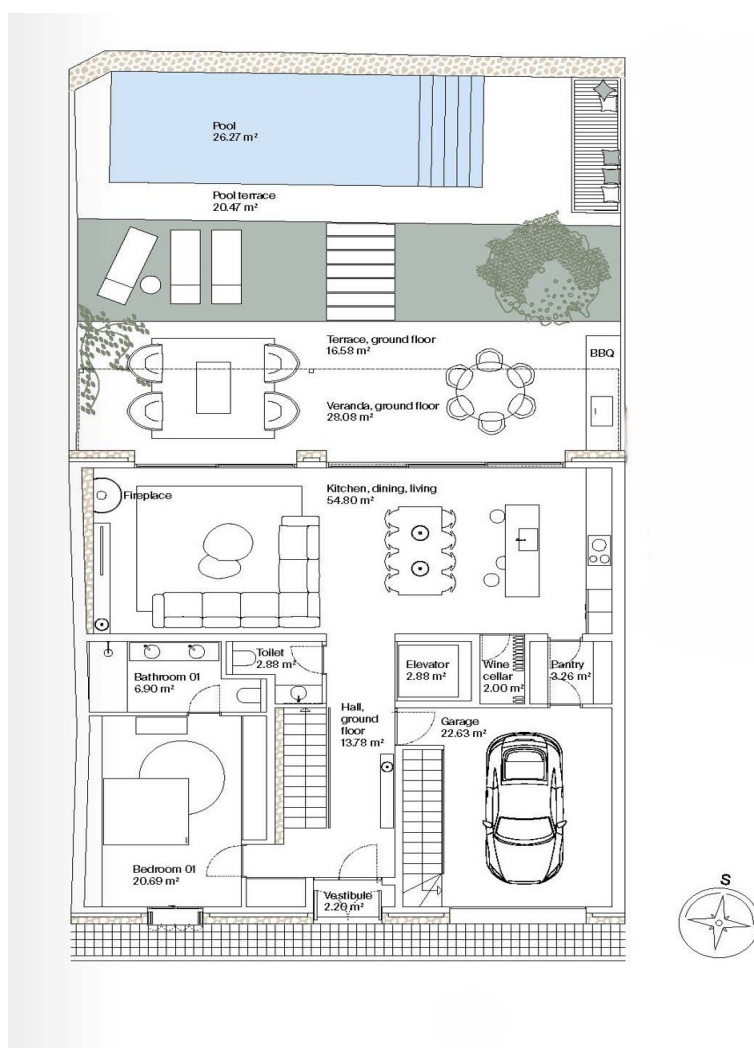 Pool
26.27 m²
Pool terrace
20.47 m²
Terrace, ground floor
16.58 m²
BBQ
Veranda, ground floor
28.08 m²
Fireplace
Kitchen, dining, living
54.80 m²
Toilet
2.88 m²
Bathroom 01
6.90 m²
Elevator
2.88 m²
Wine
cellar
2.00 m²
Pantry
3.26 m²
Hall,
ground
floor
13.78 m²
Garage
22.63 m²
Bedroom 01
20.69 m²
Vestibule
2.20 m²
S